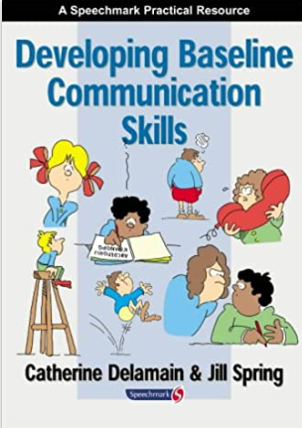 A Speechmark Practical Resource
Developing Baseline
Communication
Skills
Catherine Delamain & Jill Spring
Speechmark S